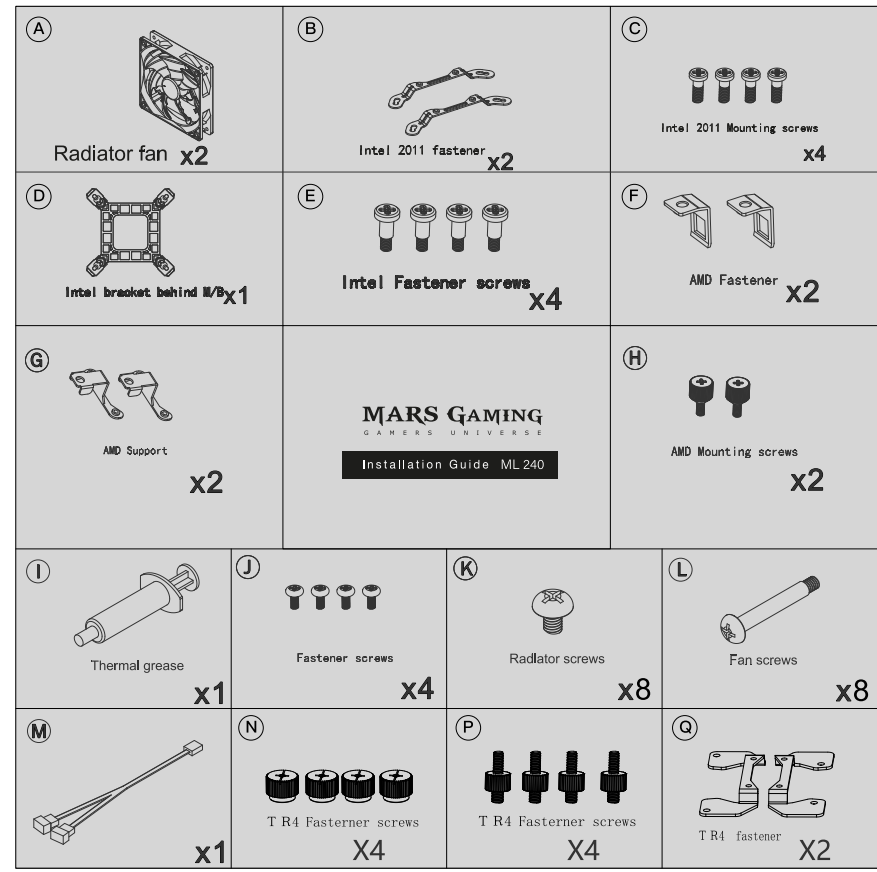 A
Radiator fan x2
B
Intel 2011 fastener x2
C
Intel 2011 Mounting screws
x4
D
Intel bracket behind M/B x1
E
Intel Fastener screws x4
F
AMD Fastener x2
G
AMD Support
x2
MARS GAMING
GAMERS UNIVERSE
Installation Guide ML 240
H
AMD Mounting screws
x2
I
Thermal grease
x1
J
Fastener screws
x4
K
Radlator screws
x8
L
Fan screws
x8
M
x1
N
T R4 Fasterner screws
X4
P
T R4 Fasterner screws
X4
Q
T R4 fastener
X2